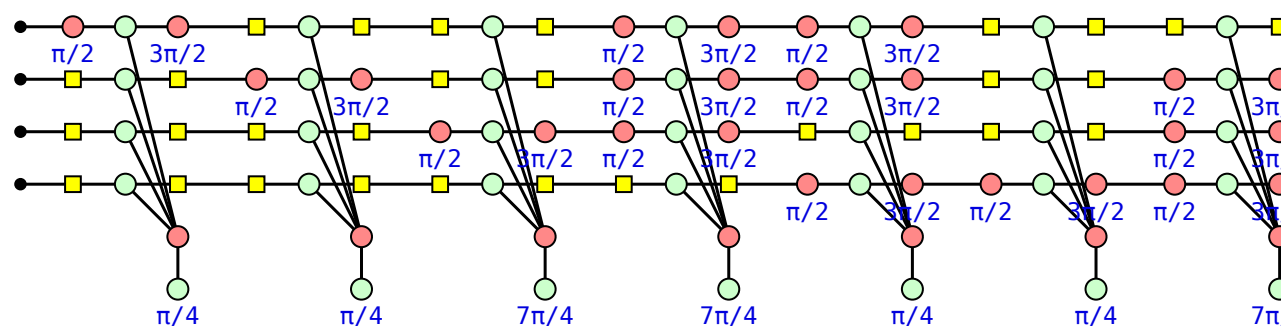 π/2 3π/2 π/2 3π/2 π/2 3π/2
π/2 3π/2 π/2 3π/2 π/2 3π/2 π/2
π/2 3π/2 π/2 3π/2 π/2
π/2 3π/2 π/2 3π/2 π/2
π/4 π/4 7π/4 7π/4 π/4 π/4